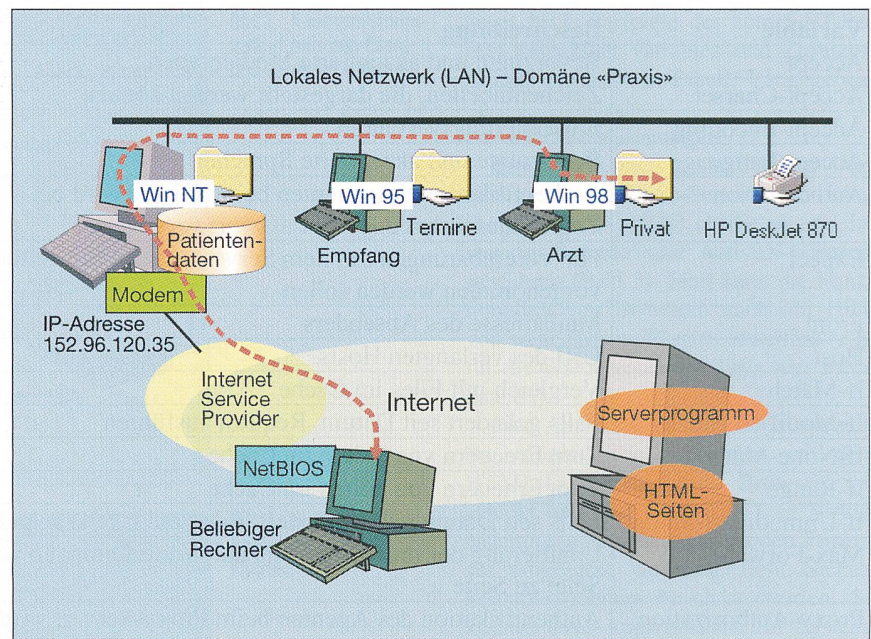 Lokales Netzwerk (LAN) – Domäne «Praxis»
Win NT
Win 95
Win 98
Termine
Privat
HP DeskJet 870
Empfang
Arzt
Patienten-
daten
Modem
IP-Adresse
152.96.120.35
Internet
Service
Provider
Internet
Serverprogramm
NetBIOS
HTML-
Seiten
Beliebiger
Rechner